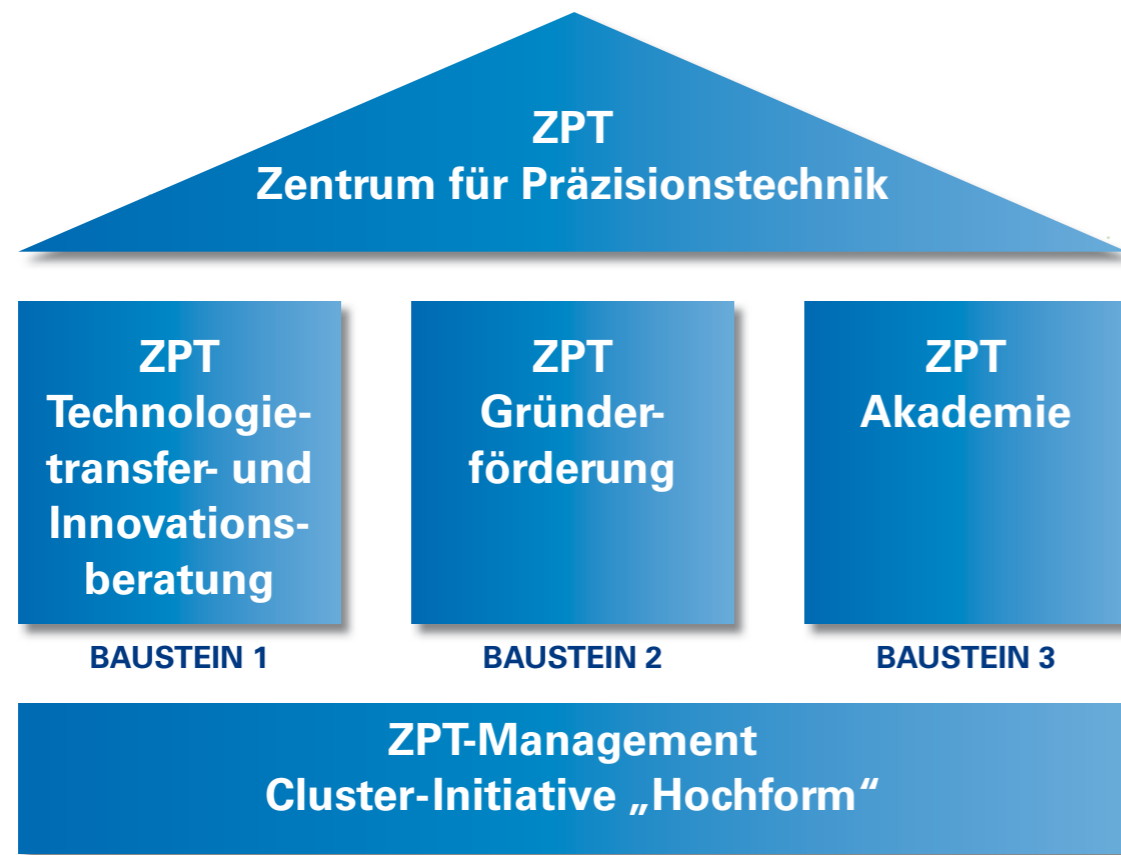 ZPT
Zentrum für Präzisionstechnik
ZPT
Technologie-
transfer- und
Innovations-
beratung
BAUSTEIN 1
ZPT
Gründer-
förderung
BAUSTEIN 2
ZPT
Akademie
BAUSTEIN 3
ZPT-Management
Cluster-Initiative „Hochform“